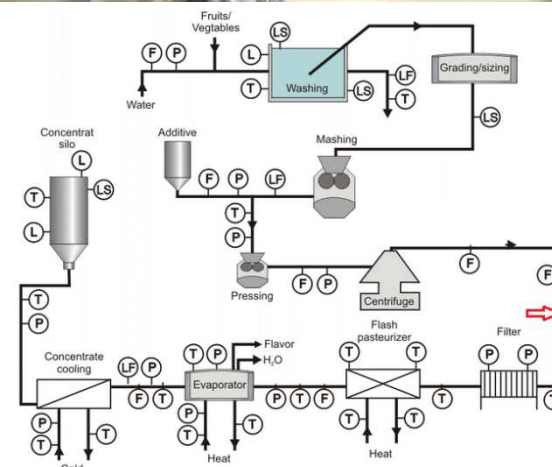 Fruits/
Vegtables
LS
F P L
Washing
LF
T LS T
Water
Grading/sizing
LS
Concentrat
silo
L
T LS
L
Additive
Mashing
F P LF
T
P
Pressing
F P
Centrifuge
F
F
T
P
Concentrate
cooling
LF P
F T
P
T T
T P
Flavor
H₂O
Evaporator
P
T T
Heat
P T F
Flash
pasteurizer
T T
T T
Heat
T
Filter
P P